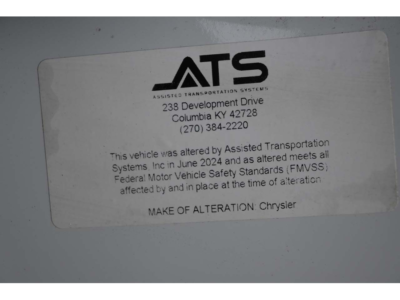 ATS
ASSISTED TRANSPORTATION SYSTEMS
238 Development Drive
Columbia KY 42728
(270) 384-2220
This vehicle was altered by Assisted Transportation
Systems, Inc in June 2024 and as altered meets all
Federal Motor Vehicle Safety Standards (FMVSS)
affected by and in place at the time of alteration
MAKE OF ALTERATION: Chrysler